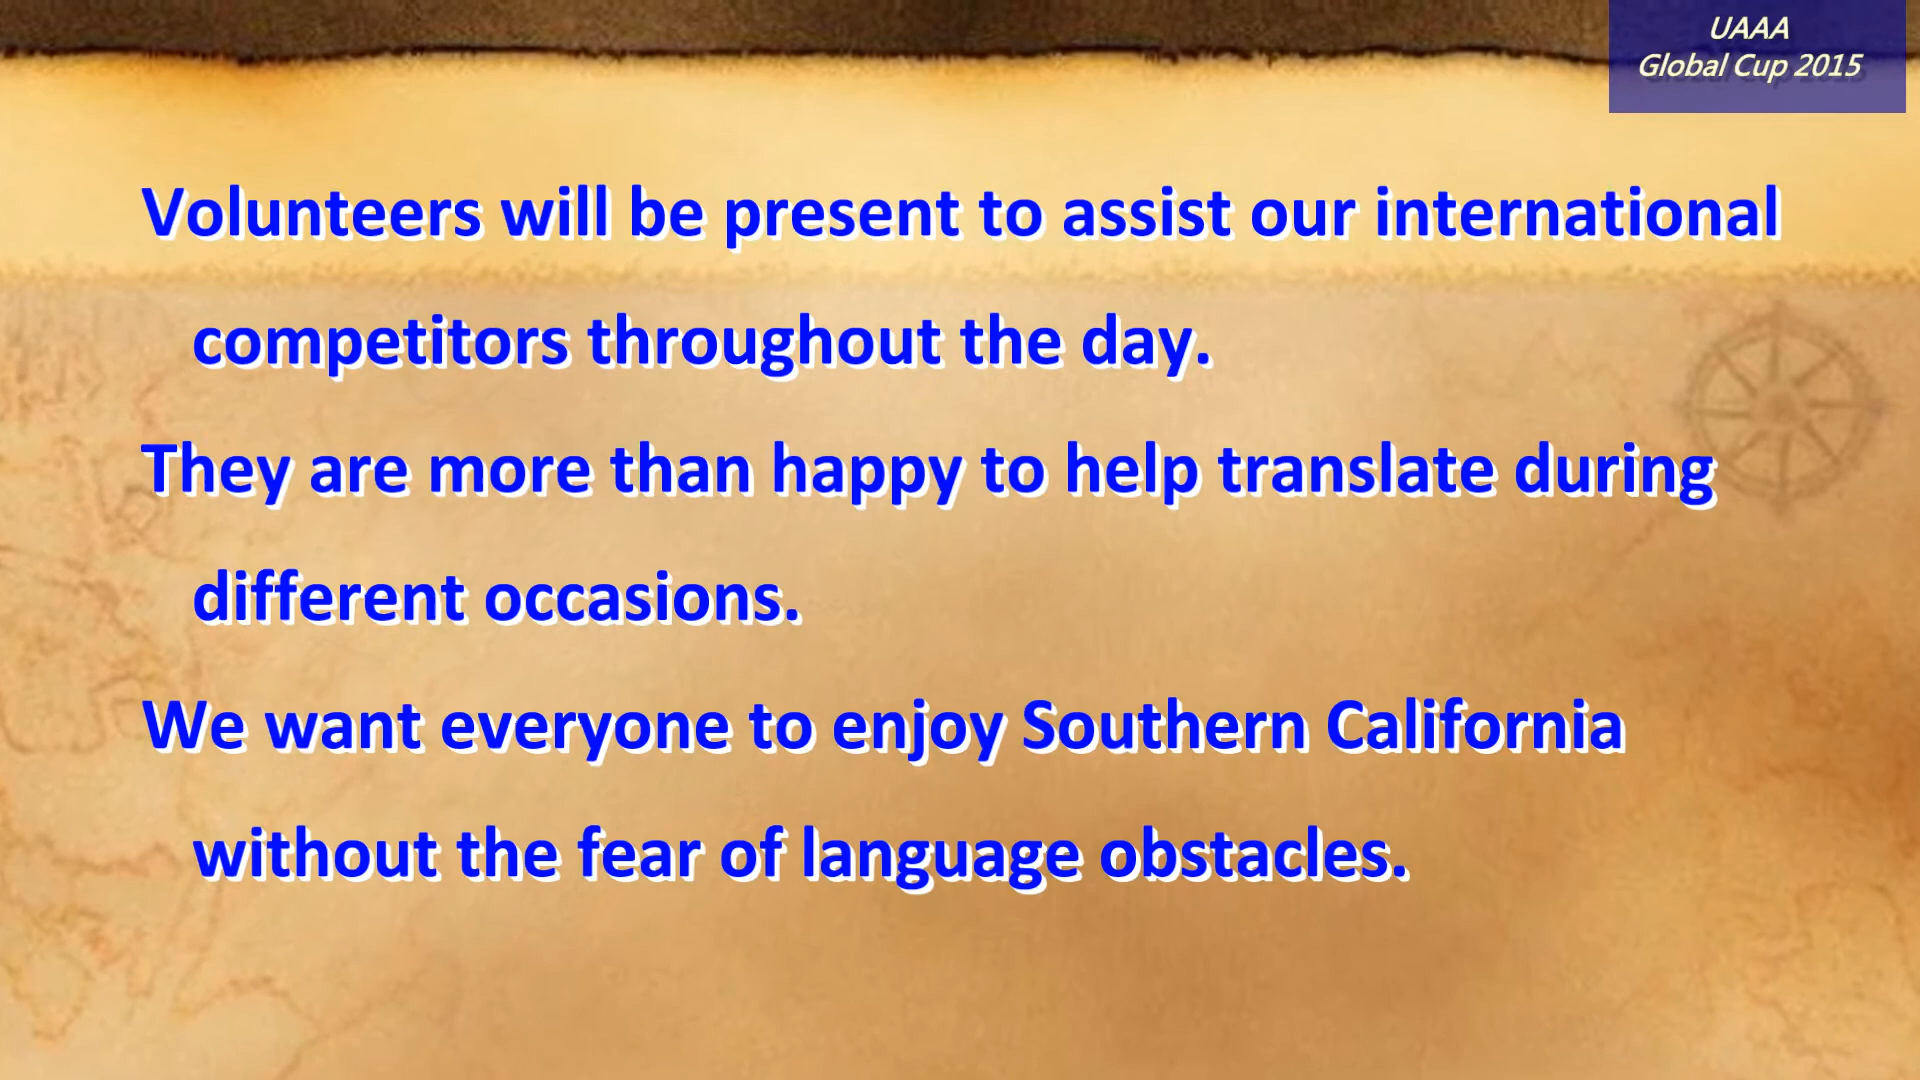 UAAA
Global Cup 2015
Volunteers will be present to assist our international
competitors throughout the day.
They are more than happy to help translate during
different occasions.
We want everyone to enjoy Southern California
without the fear of language obstacles.